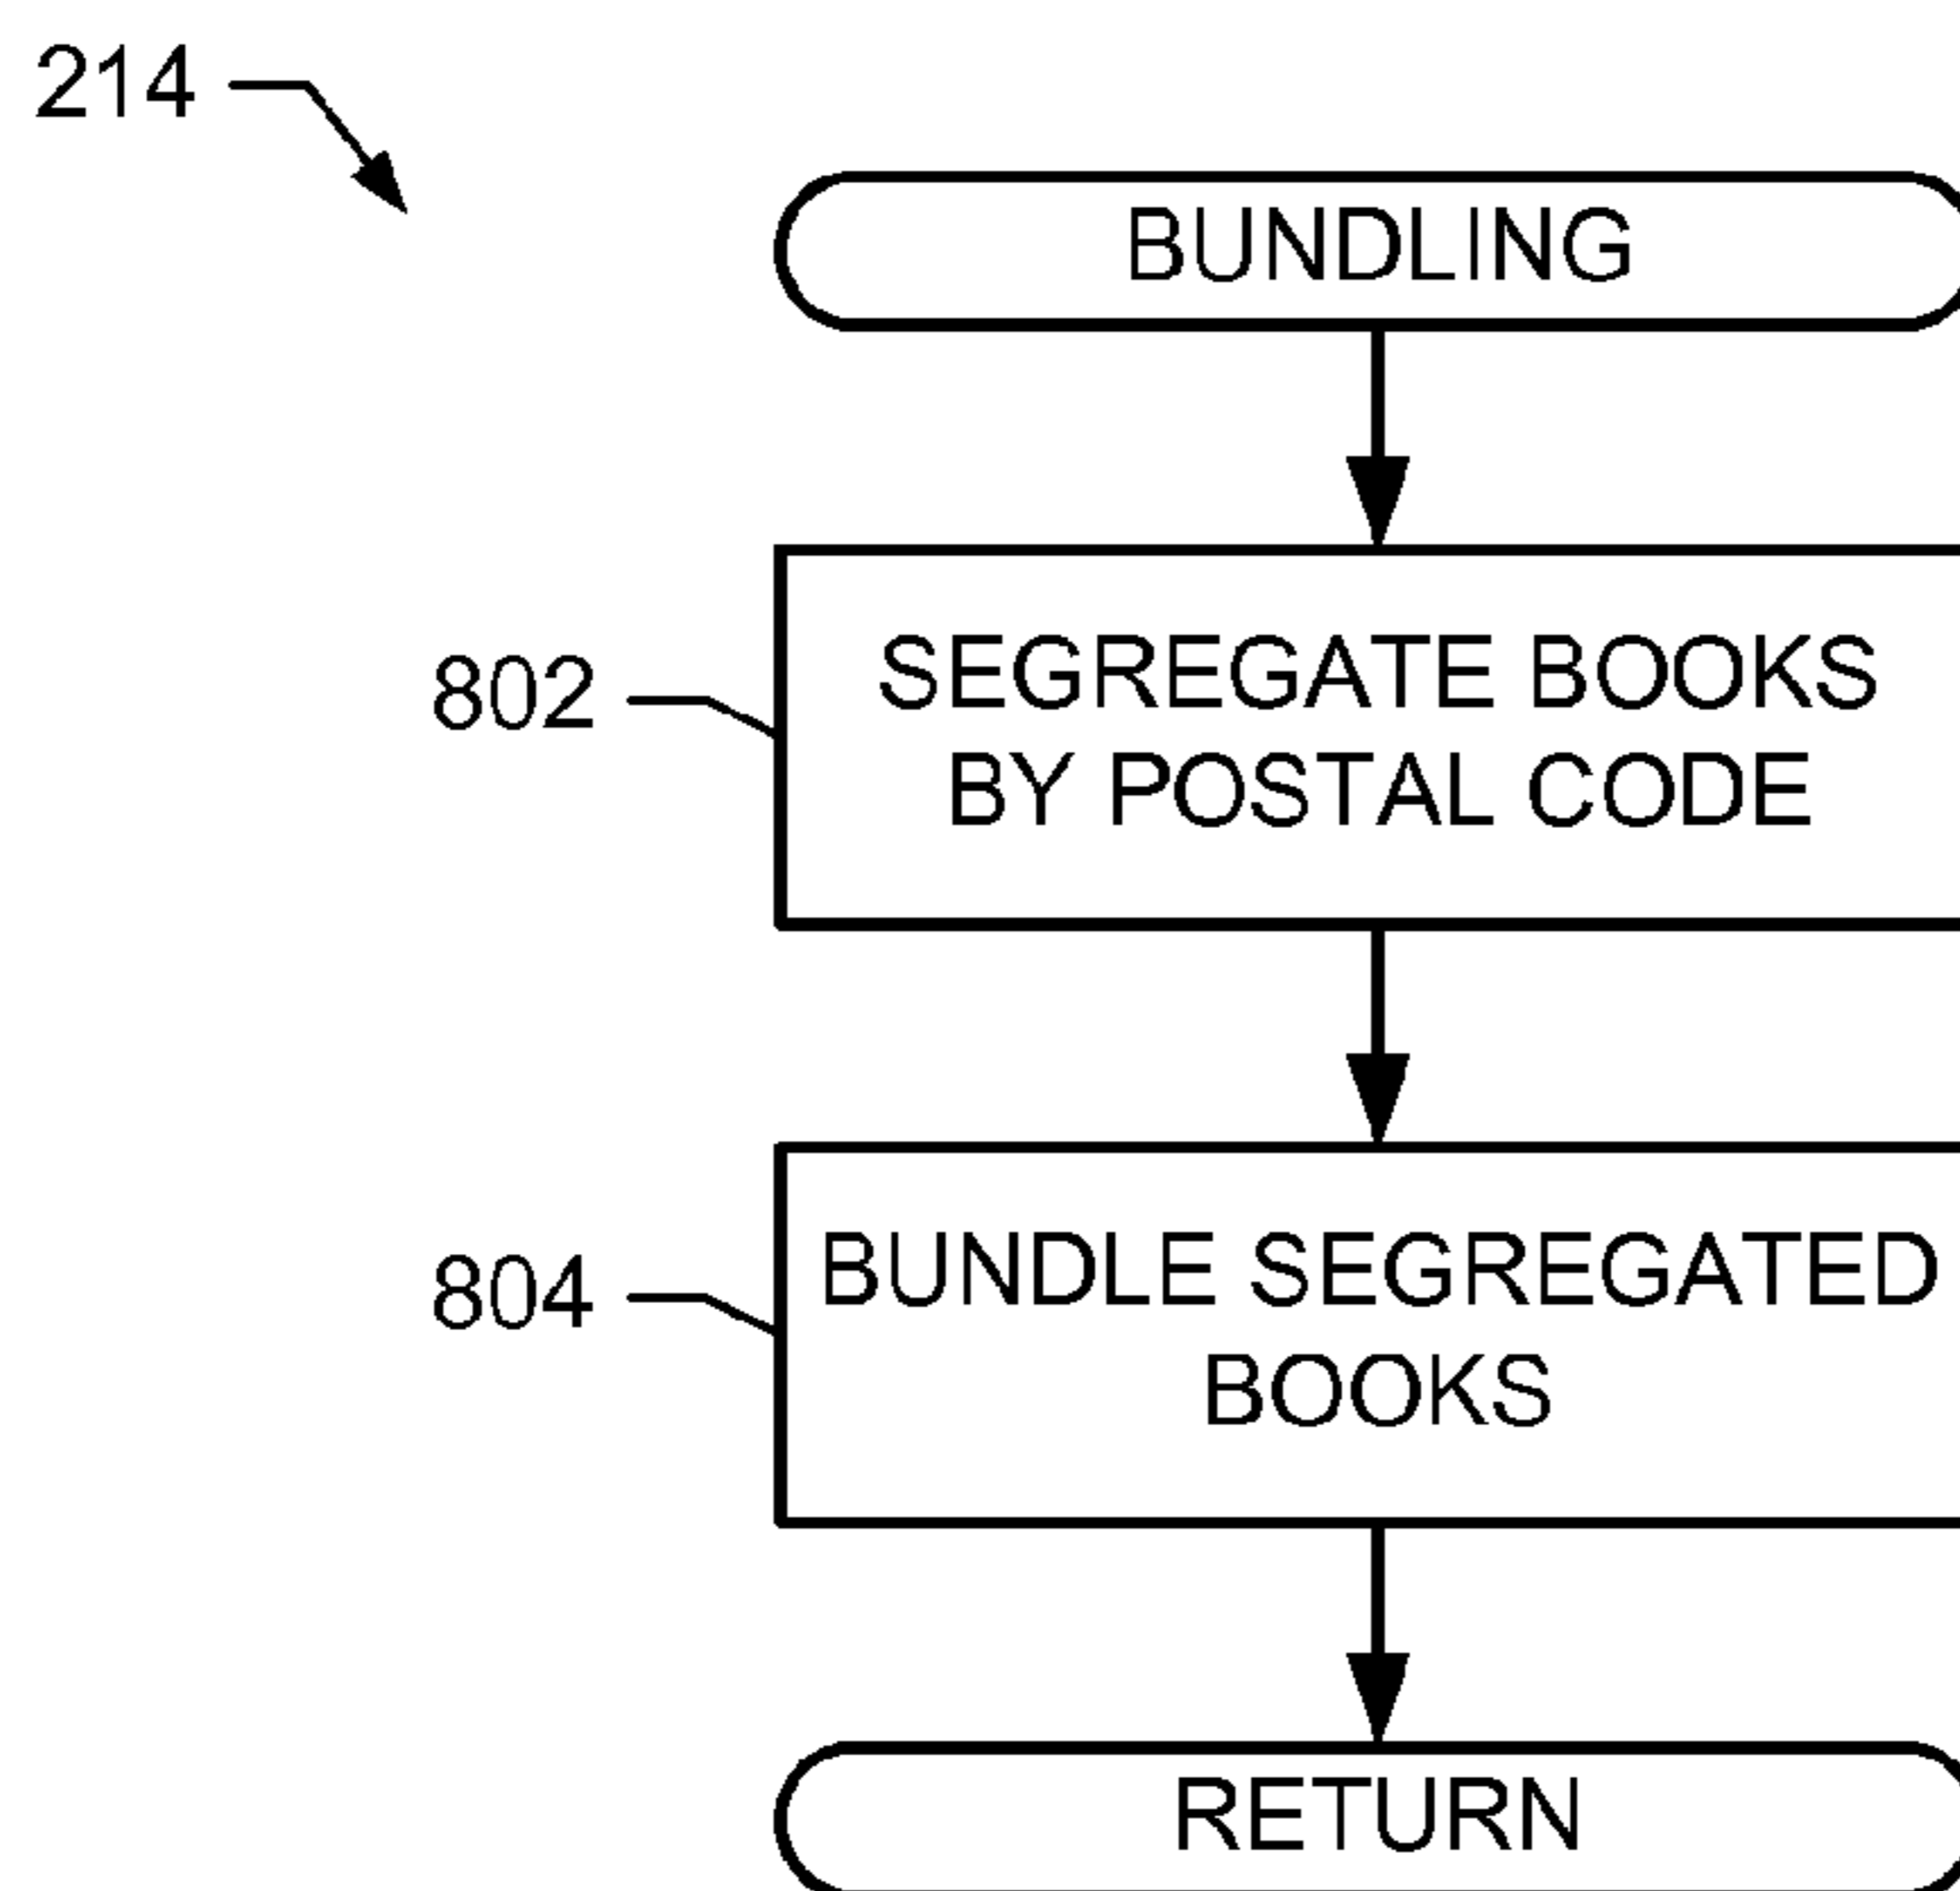 214
BUNDLING
802
SEGREGATE BOOKS
BY POSTAL CODE
804
BUNDLE SEGREGATED
BOOKS
RETURN